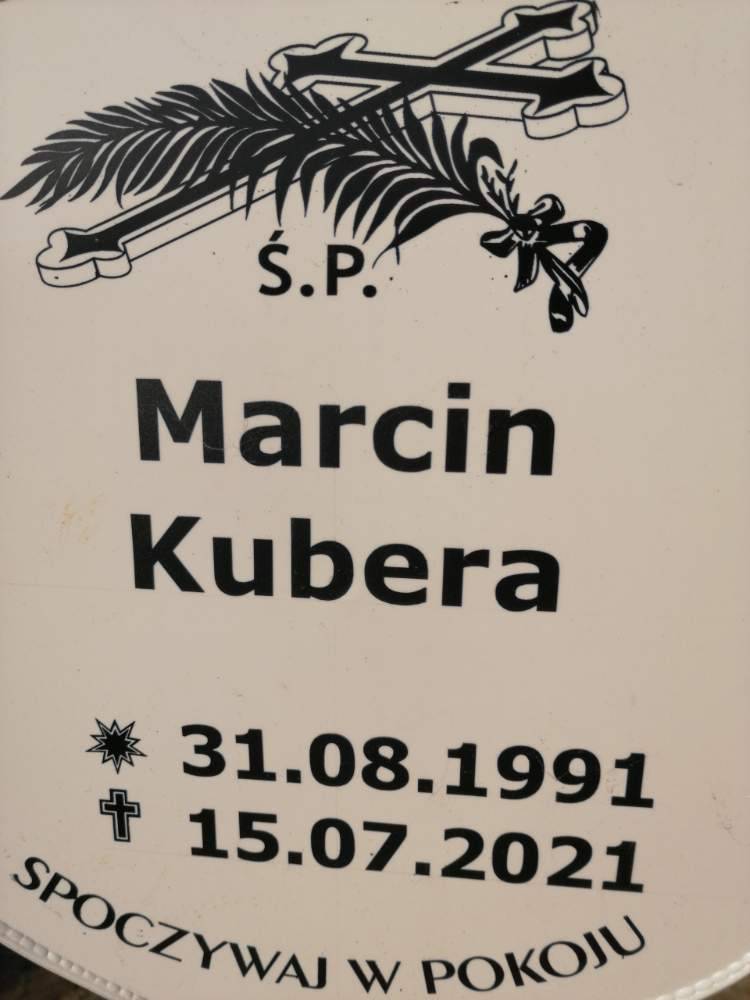 Ś.P.
Marcin
Kubera
31.08.1991
15.07.2021
SPOCZYWAJ W POKOJU